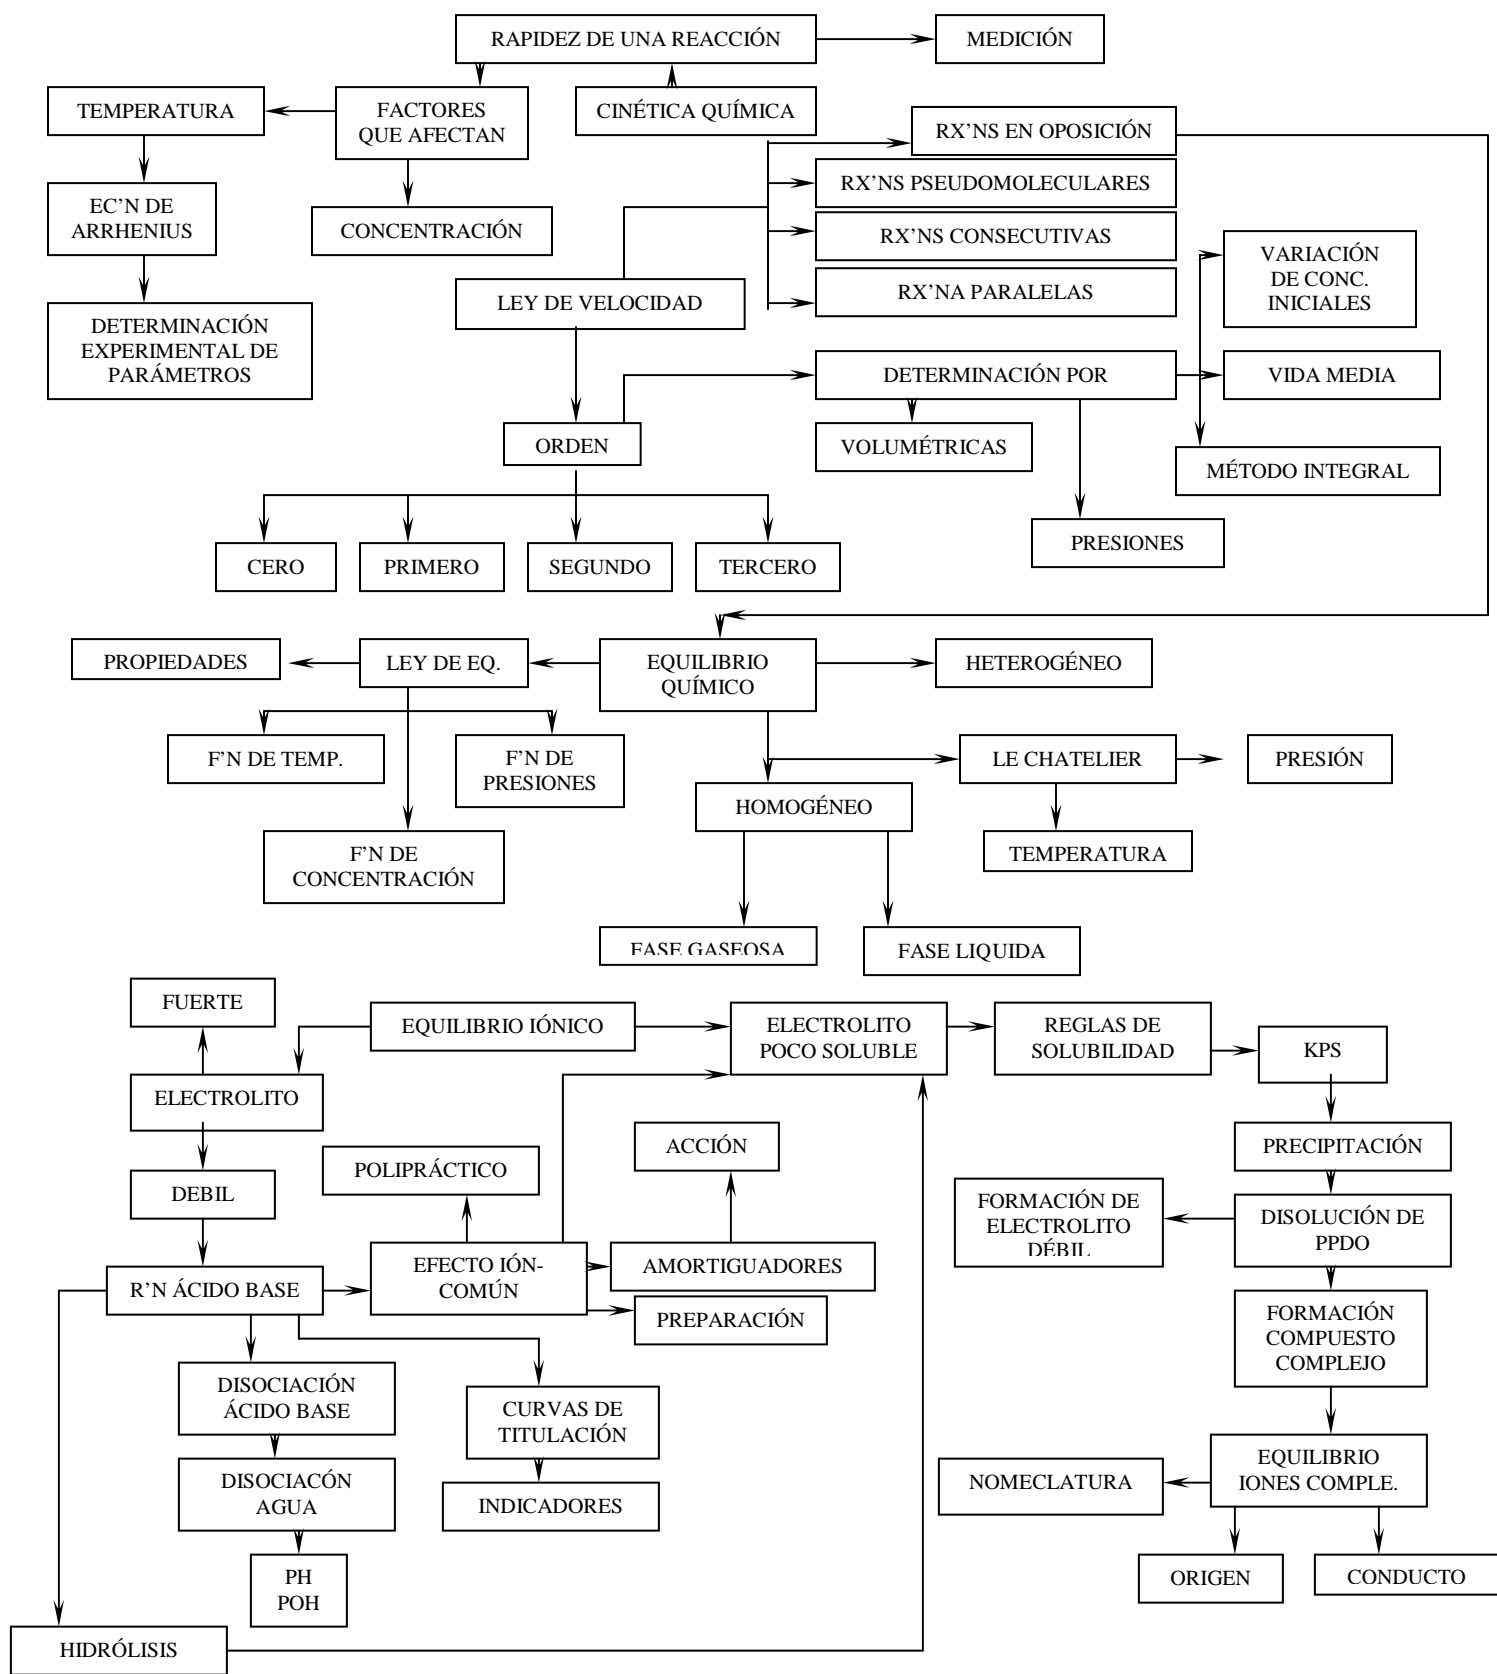 RAPIDEZ DE UNA REACCIÓN
MEDICIÓN
TEMPERATURA
FACTORES
QUE AFECTAN
CINÉTICA QUÍMICA
RX'NS EN OPOSICIÓN
RX'NS PSEUDOMOLECULARES
EC'N DE
ARRHENIUS
CONCENTRACIÓN
RX'NS CONSECUTIVAS
VARIACIÓN
DE CONC.
INICIALES
LEY DE VELOCIDAD
RX'NA PARALELAS
DETERMINACIÓN
EXPERIMENTAL DE
PARÁMETROS
DETERMINACIÓN POR
VIDA MEDIA
ORDEN
VOLUMÉTRICAS
MÉTODO INTEGRAL
PRESIONES
CERO
PRIMERO
SEGUNDO
TERCERO
PROPIEDADES
LEY DE EQ.
EQUILIBRIO
QUÍMICO
HETEROGÉNEO
F'N DE TEMP.
F'N DE
PRESIONES
LE CHATELIER
PRESIÓN
HOMOGÉNEO
F'N DE
CONCENTRACIÓN
TEMPERATURA
FASE GASEOSA
FASE LIQUIDA
FUERTE
EQUILIBRIO IÓNICO
ELECTROLITO
POCO SOLUBLE
REGLAS DE
SOLUBILIDAD
KPS
ELECTROLITO
ACCIÓN
PRECIPITACIÓN
POLIPRÁCTICO
DEBIL
FORMACIÓN DE
ELECTROLITO
DÉBIL
DISOLUCIÓN DE
PPDO
R'N ÁCIDO BASE
EFECTO IÓN-
COMÚN
AMORTIGUADORES
PREPARACIÓN
FORMACIÓN
COMPUESTO
COMPLEJO
DISOCIACIÓN
ÁCIDO BASE
CURVAS DE
TITULACIÓN
DISOCIACÓN
AGUA
INDICADORES
NOMECLATURA
EQUILIBRIO
IONES COMPLE.
PH
POH
ORIGEN
CONDUCTO
HIDRÓLISIS